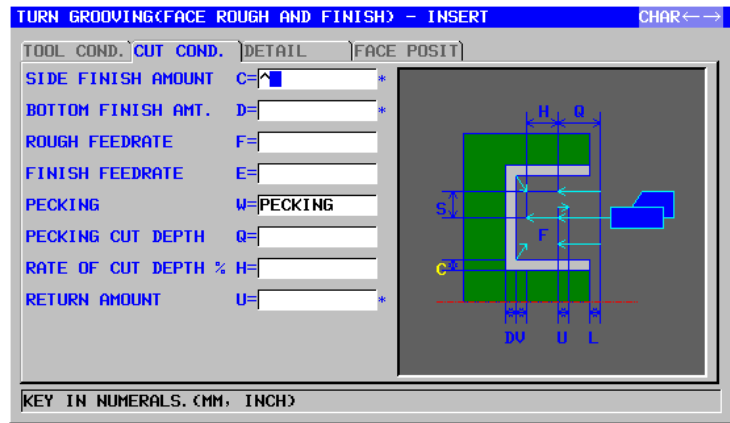 TURN GROOVING(FACE ROUGH AND FINISH) - INSERT CHAR←→
TOOL COND. CUT COND. DETAIL FACE POSIT
SIDE FINISH AMOUNT C=^ *
BOTTOM FINISH AMT. D= *
ROUGH FEEDRATE F=
FINISH FEEDRATE E=
PECKING W=PECKING
PECKING CUT DEPTH Q=
RATE OF CUT DEPTH % H=
RETURN AMOUNT U= *
H Q
S
F
C
DV U L
KEY IN NUMERALS.(MM, INCH)